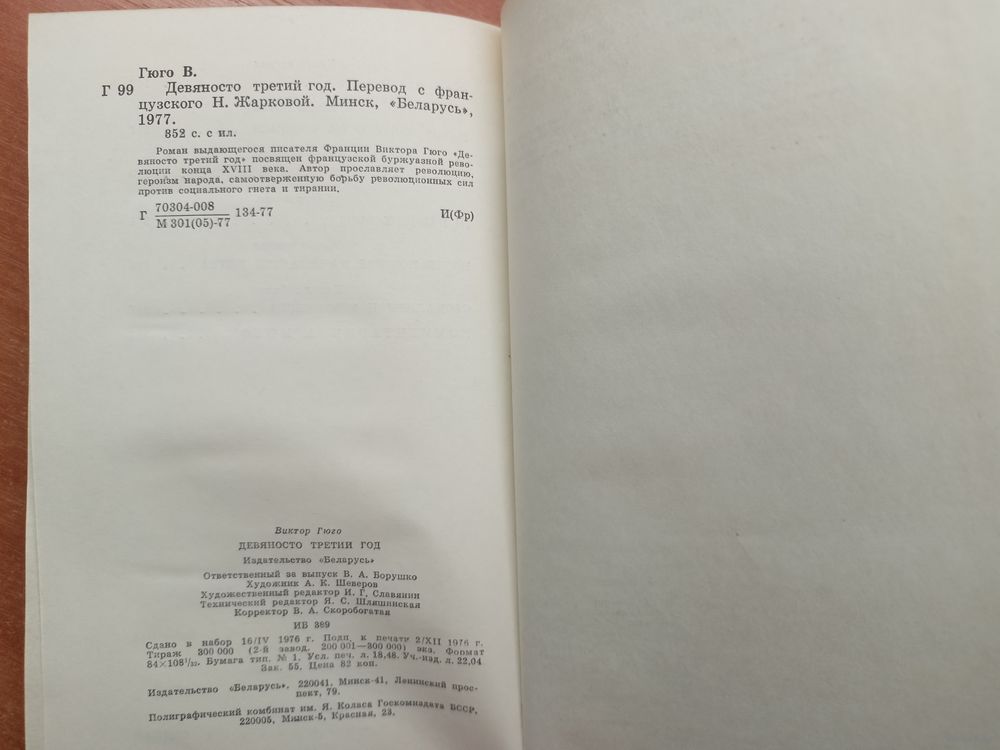 Гюго В.
Г 99 Девяносто третий год. Перевод с фран-
цузского Н. Жарковой. Минск, «Беларусь»,
1977.
352 с. с ил.
Роман выдающегося писателя Франции Виктора Гюго «Де-
вяносто третий год» посвящен французской буржуазной рево-
люции конца XVIII века. Автор прославляет революцию,
героизм народа, самоотверженную борьбу революционных сил
против социального гнета и тирании.
Г 70304-008
М 301(05)-77 134-77 И(Фр)
Виктор Гюго
ДЕВЯНОСТО ТРЕТИЙ ГОД
Издательство «Беларусь»
Ответственный за выпуск В. А. Борушко
Художник А. К. Шеверов
Художественный редактор И. Г. Славянин
Технический редактор Я. С. Шляшинская
Корректор В. А. Скоробогатая
ИБ 389
Сдано в набор 16/IV 1976 г. Подп. к печати 2/XII 1976 г.
Тираж 300 000 (2-й завод. 200 001—300 000) экз. Формат
84×108¹/₃₂. Бумага тип. № 1. Усл. печ. л. 18,48. Уч.-изд. л. 22,04
Зак. 55. Цена 82 коп.
Издательство «Беларусь». 220041, Минск-41, Ленинский прос-
пект, 79.
Полиграфический комбинат им. Я. Коласа Госкомиздата БССР,
220005, Минск-5, Красная, 23.